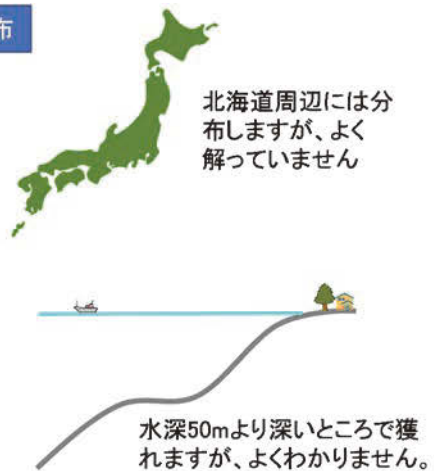 布
北海道周辺には分
布しますが、よく
解っていません
水深50mより深いところで獲
れますが、よくわかりません。